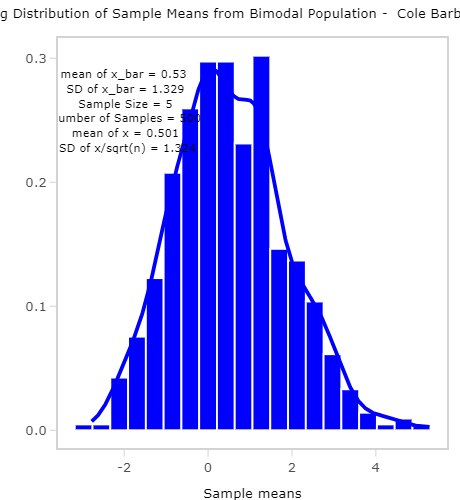 g Distribution of Sample Means from Bimodal Population - Cole Barb
mean of x_bar = 0.53
SD of x_bar = 1.329
Sample Size = 5
umber of Samples = 500
mean of x = 0.501
SD of x/sqrt(n) = 1.374
0.3
0.2
0.1
0.0
-2 0 2 4
Sample means